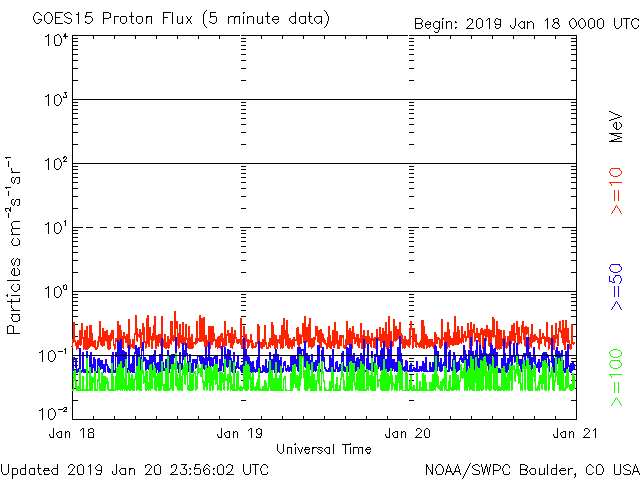 GOES15 Proton Flux (5 minute data)
Begin: 2019 Jan 18 0000 UTC
10⁴
10³
10²
10¹
10⁰
10⁻¹
10⁻²
Particles cm⁻²s⁻¹sr⁻¹
MeV
>=10
>=50
>=100
Jan 18
Jan 19
Jan 20
Jan 21
Universal Time
Updated 2019 Jan 20 23:56:02 UTC
NOAA/SWPC Boulder, CO USA